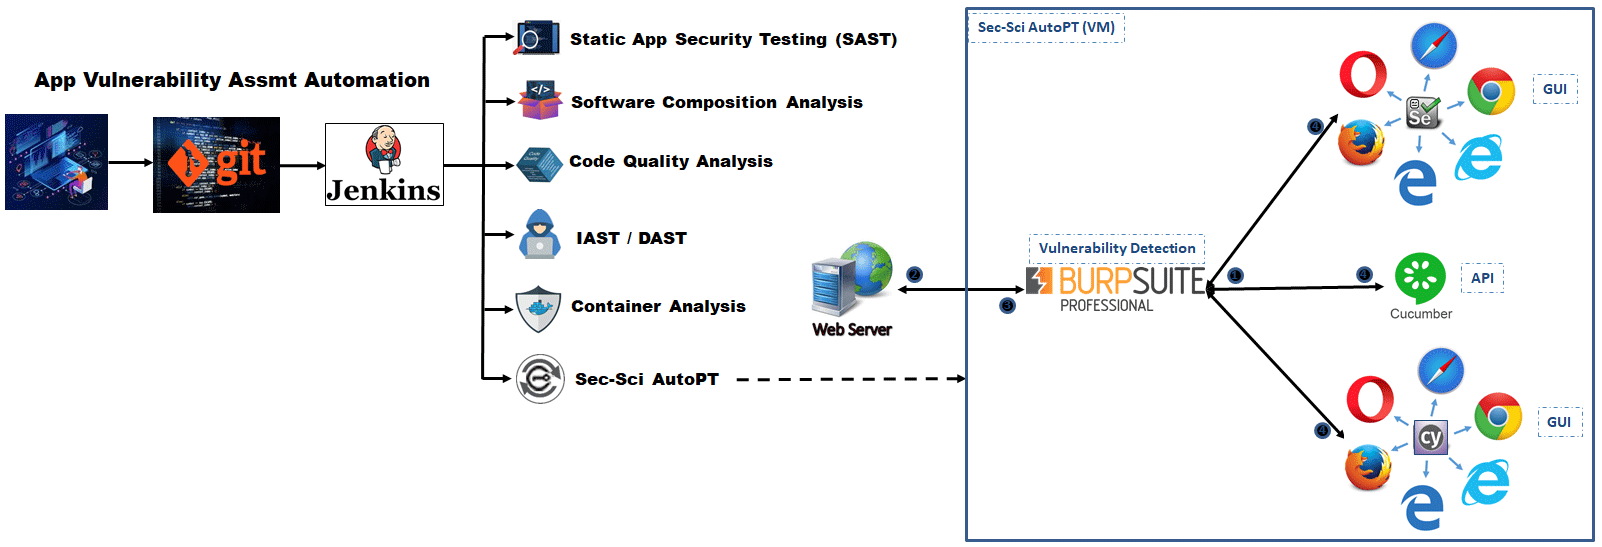 App Vulnerability Assmt Automation
git
Jenkins
Static App Security Testing (SAST)
</>
Software Composition Analysis
Code
Quality
Code Quality Analysis
IAST / DAST
Container Analysis
Sec-Sci AutoPT
Web Server
Sec-Sci AutoPT (VM)
Vulnerability Detection
BURPSUITE
PROFESSIONAL
2
3
1
4
4
4
Se
GUI
Cucumber
API
cy
GUI